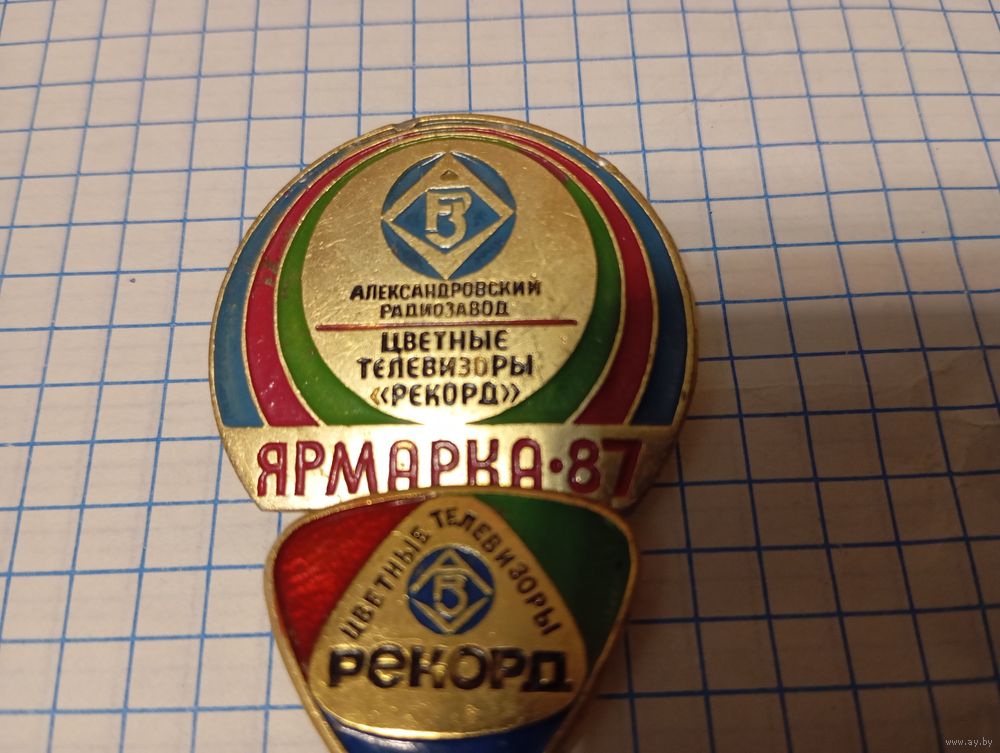 АЛЕКСАНДРОВСКИЙ
РАДИОЗАВОД
ЦВЕТНЫЕ
ТЕЛЕВИЗОРЫ
«РЕКОРД»
ЯРМАРКА·87
ЦВЕТНЫЕ ТЕЛЕВИЗОРЫ
РЕКОРД
www.ay.by